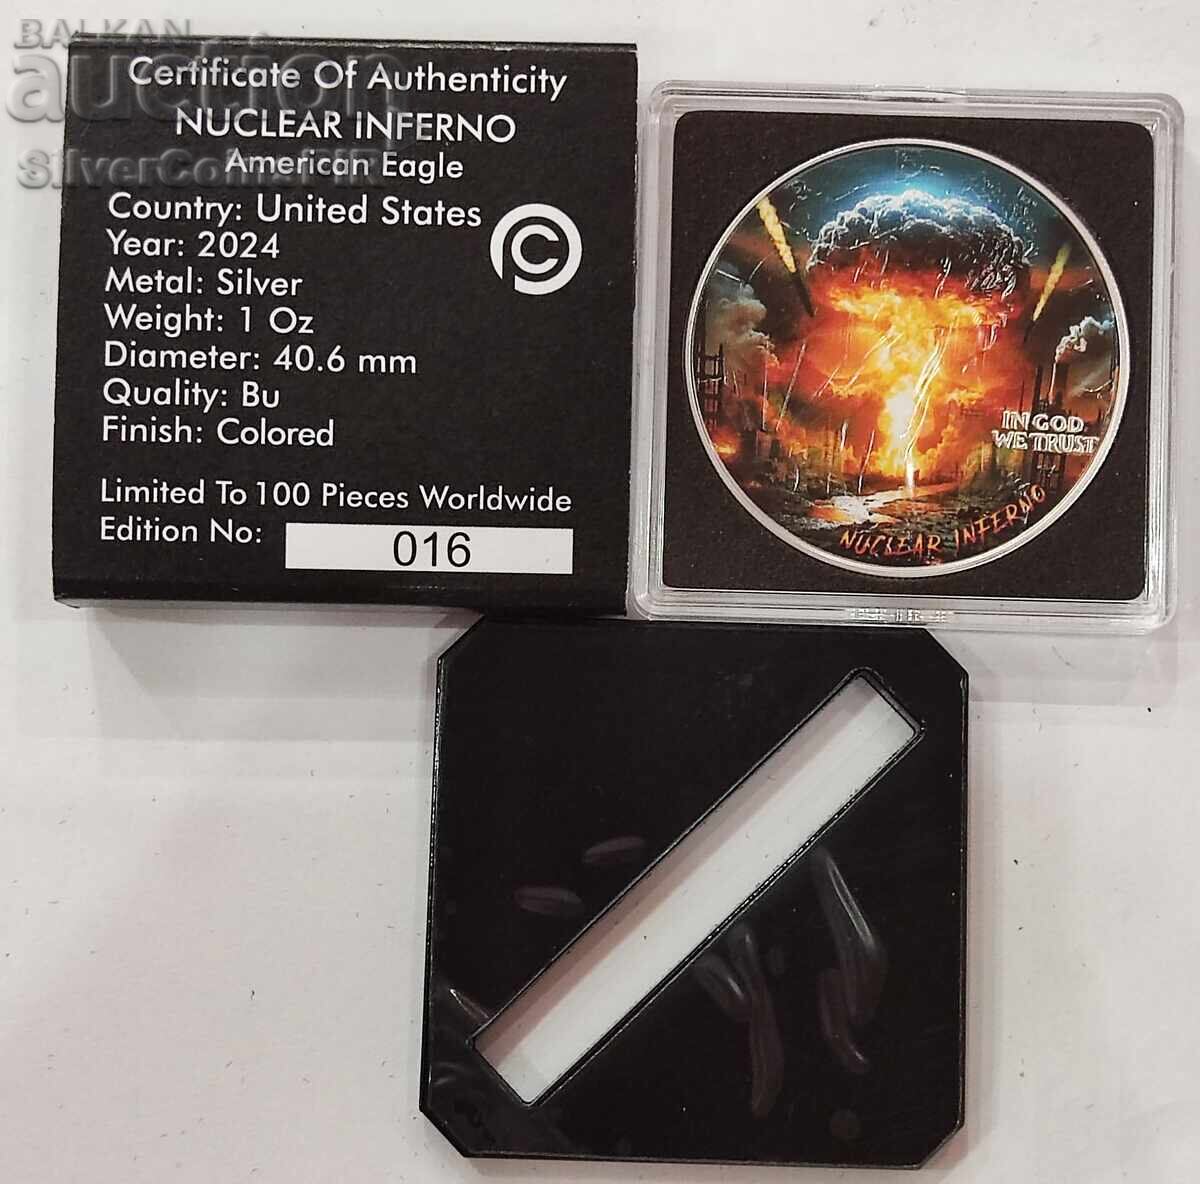 BALKAN
auction
Certificate Of Authenticity
NUCLEAR INFERNO
American Eagle
Country: United States
Year: 2024
Metal: Silver
Weight: 1 Oz
Diameter: 40.6 mm
Quality: Bu
Finish: Colored
Limited To 100 Pieces Worldwide
Edition No: 016
IN GOD
WE TRUST
NUCLEAR INFERNO